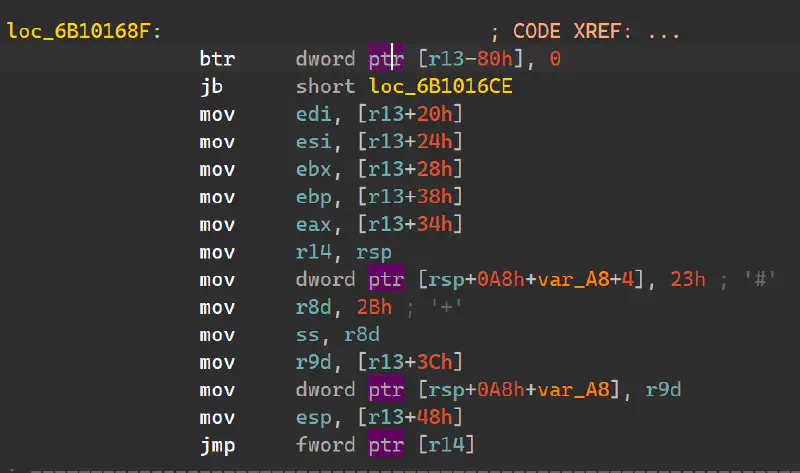 loc_6B10168F: ; CODE XREF: ...
btr dword ptr [r13-80h], 0
jb short loc_6B1016CE
mov edi, [r13+20h]
mov esi, [r13+24h]
mov ebx, [r13+28h]
mov ebp, [r13+38h]
mov eax, [r13+34h]
mov r14, rsp
mov dword ptr [rsp+0A8h+var_A8+4], 23h ; '#'
mov r8d, 2Bh ; '+'
mov ss, r8d
mov r9d, [r13+3Ch]
mov dword ptr [rsp+0A8h+var_A8], r9d
mov esp, [r13+48h]
jmp fword ptr [r14]